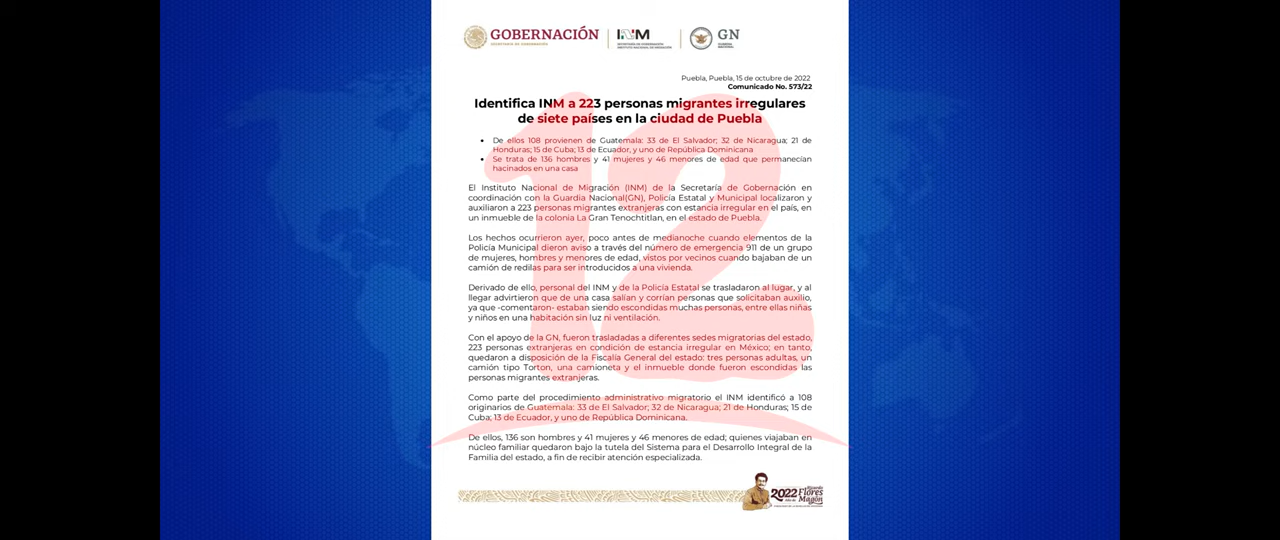 GOBERNACIÓN
SECRETARÍA DE GOBERNACIÓN
INM
SECRETARÍA DE GOBERNACIÓN
INSTITUTO NACIONAL DE MIGRACIÓN
GN
GUARDIA
NACIONAL
Puebla, Puebla, 15 de octubre de 2022
Comunicado No. 573/22
Identifica INM a 223 personas migrantes irregulares
de siete países en la ciudad de Puebla
• De ellos 108 provienen de Guatemala: 33 de El Salvador; 32 de Nicaragua; 21 de
Honduras; 15 de Cuba; 13 de Ecuador, y uno de República Dominicana
• Se trata de 136 hombres y 41 mujeres y 46 menores de edad que permanecían
hacinados en una casa
El Instituto Nacional de Migración (INM) de la Secretaría de Gobernación en
coordinación con la Guardia Nacional(GN), Policía Estatal y Municipal localizaron y
auxiliaron a 223 personas migrantes extranjeras con estancia irregular en el país, en
un inmueble de la colonia La Gran Tenochtitlan, en el estado de Puebla.
Los hechos ocurrieron ayer, poco antes de medianoche cuando elementos de la
Policía Municipal dieron aviso a través del número de emergencia 911 de un grupo
de mujeres, hombres y menores de edad, vistos por vecinos cuando bajaban de un
camión de redilas para ser introducidos a una vivienda.
Derivado de ello, personal del INM y de la Policía Estatal se trasladaron al lugar, y al
llegar advirtieron que de una casa salían y corrían personas que solicitaban auxilio,
ya que -comentaron- estaban siendo escondidas muchas personas, entre ellas niñas
y niños en una habitación sin luz ni ventilación.
Con el apoyo de la GN, fueron trasladadas a diferentes sedes migratorias del estado,
223 personas extranjeras en condición de estancia irregular en México; en tanto,
quedaron a disposición de la Fiscalía General del estado: tres personas adultas, un
camión tipo Torton, una camioneta y el inmueble donde fueron escondidas las
personas migrantes extranjeras.
Como parte del procedimiento administrativo migratorio el INM identificó a 108
originarios de Guatemala: 33 de El Salvador; 32 de Nicaragua; 21 de Honduras; 15 de
Cuba; 13 de Ecuador, y uno de República Dominicana.
De ellos, 136 son hombres y 41 mujeres y 46 menores de edad; quienes viajaban en
núcleo familiar quedaron bajo la tutela del Sistema para el Desarrollo Integral de la
Familia del estado, a fin de recibir atención especializada.
12
2022
Ricardo
Flores
Año de
Magón